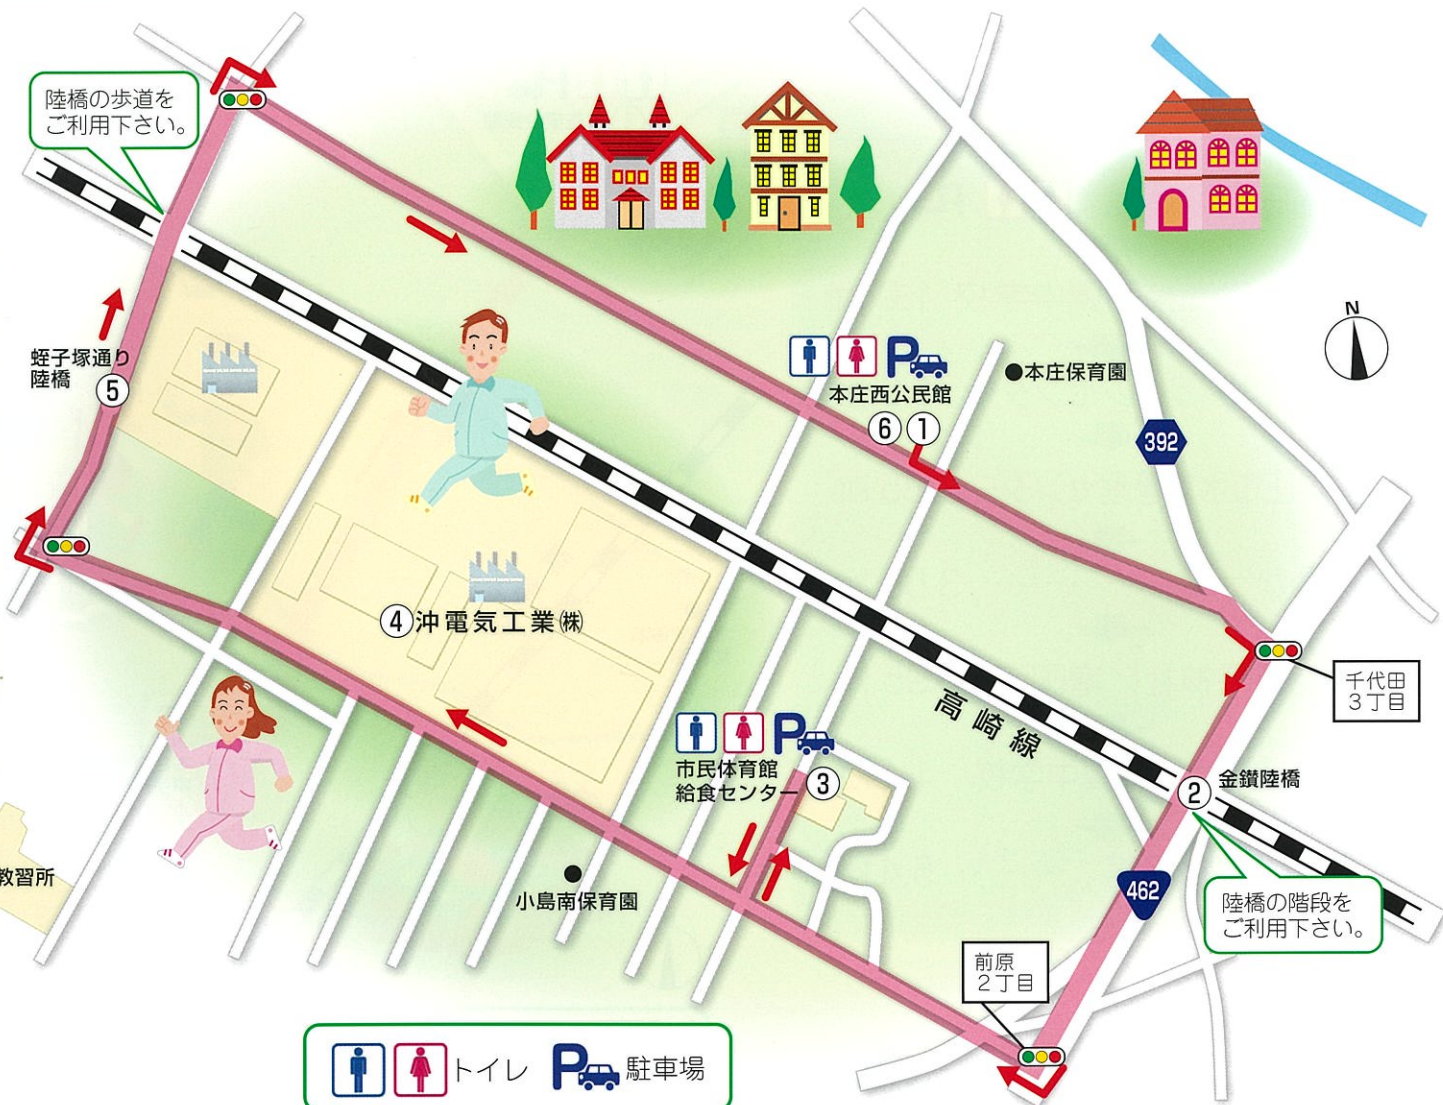 陸橋の歩道を
ご利用下さい。
N
P
本庄西公民館
⑥ ①
●本庄保育園
392
蛭子塚通り
陸橋
⑤
④沖電気工業㈱
高崎線
千代田
3丁目
P
市民体育館
給食センター ③
② 金鑚陸橋
462
陸橋の階段を
ご利用下さい。
教習所
小島南保育園
前原
2丁目
トイレ P 駐車場